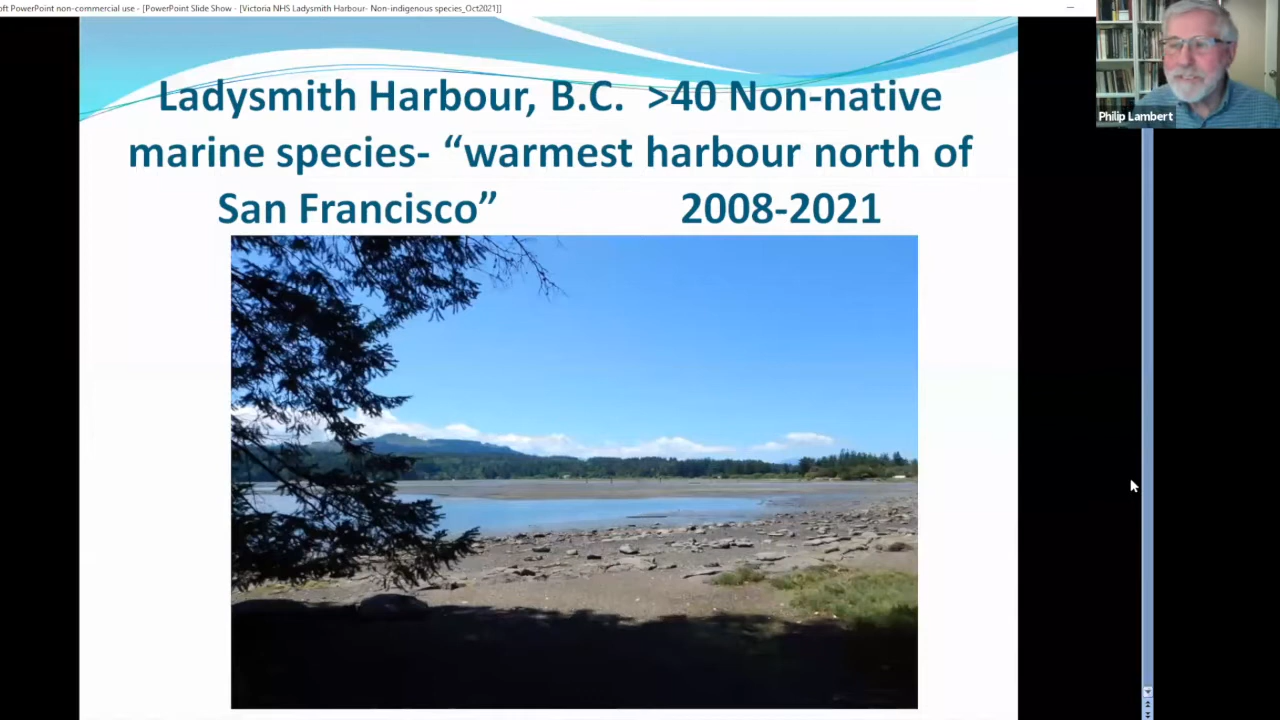 oft PowerPoint non-commercial use - [PowerPoint Slide Show - [Victoria NHS Ladysmith Harbour- Non-indigenous species_Oct2021]]
Philip Lambert
Ladysmith Harbour, B.C. >40 Non-native
marine species- “warmest harbour north of
San Francisco” 2008-2021